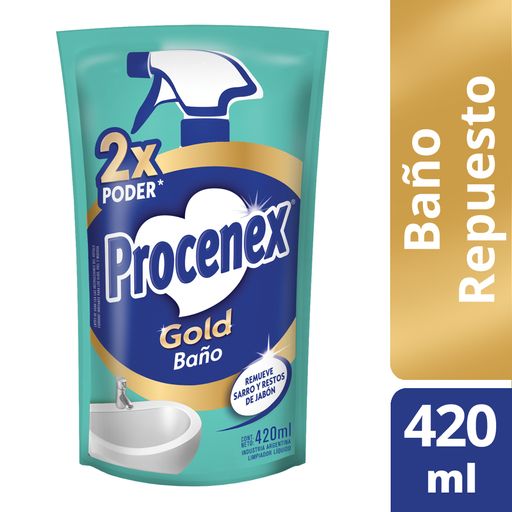 2x
PODER*
Procenex
Gold
Baño
REMUEVE
SARRO Y RESTOS
DE JABÓN
CONT.
NETO: 420ml
INDUSTRIA ARGENTINA
LIMPIADOR LÍQUIDO
Baño
Repuesto
420
ml